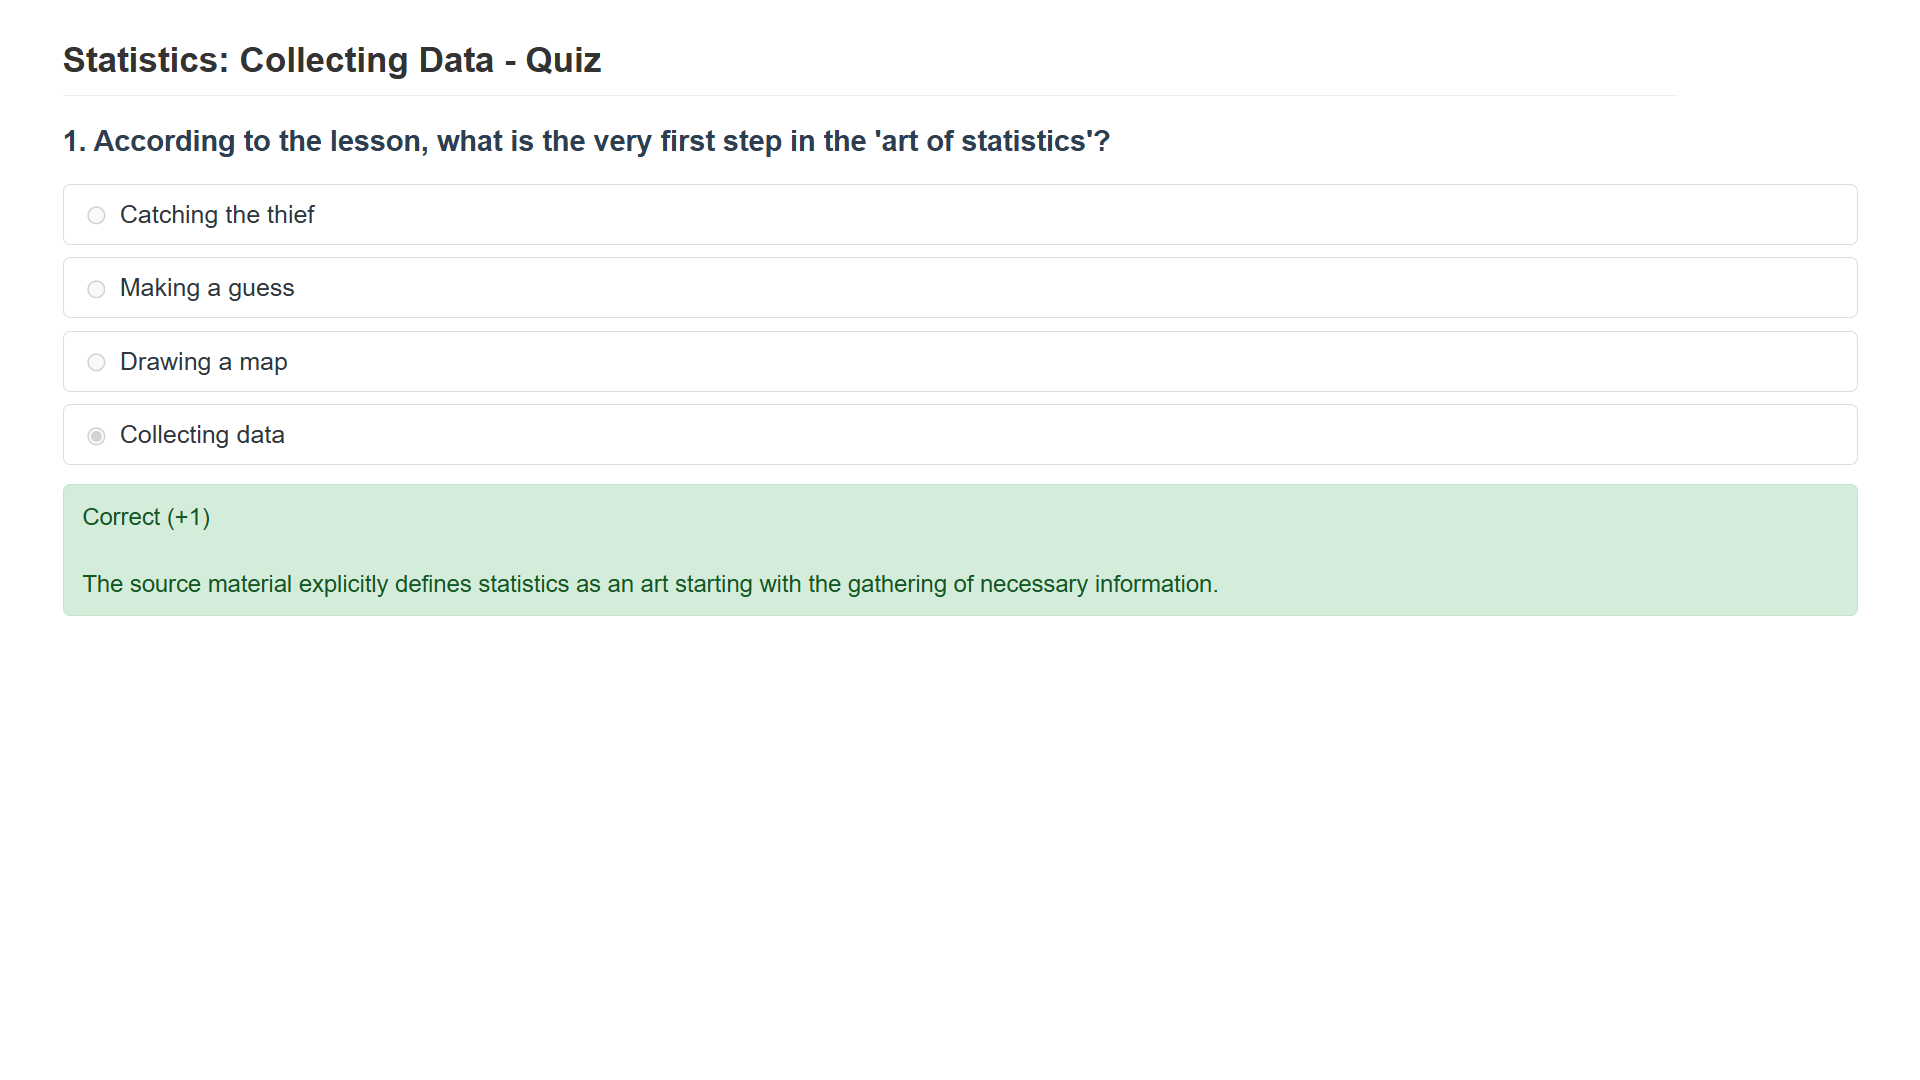 Statistics: Collecting Data - Quiz
1. According to the lesson, what is the very first step in the 'art of statistics'?
Catching the thief
Making a guess
Drawing a map
Collecting data
Correct (+1)
The source material explicitly defines statistics as an art starting with the gathering of necessary information.